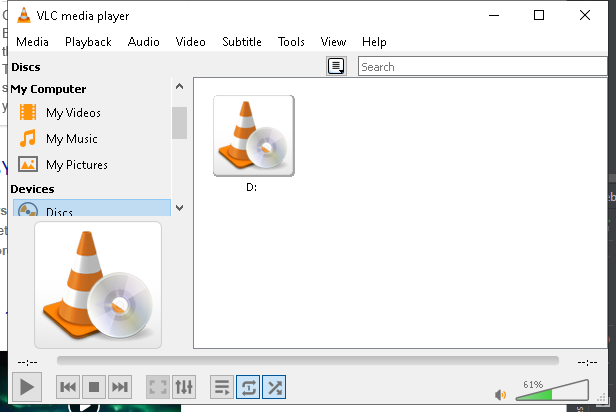 VLC media player
Media Playback Audio Video Subtitle Tools View Help
Discs
Search
My Computer
My Videos
My Music
My Pictures
Devices
Discs
D:
--:--
--:--
61%